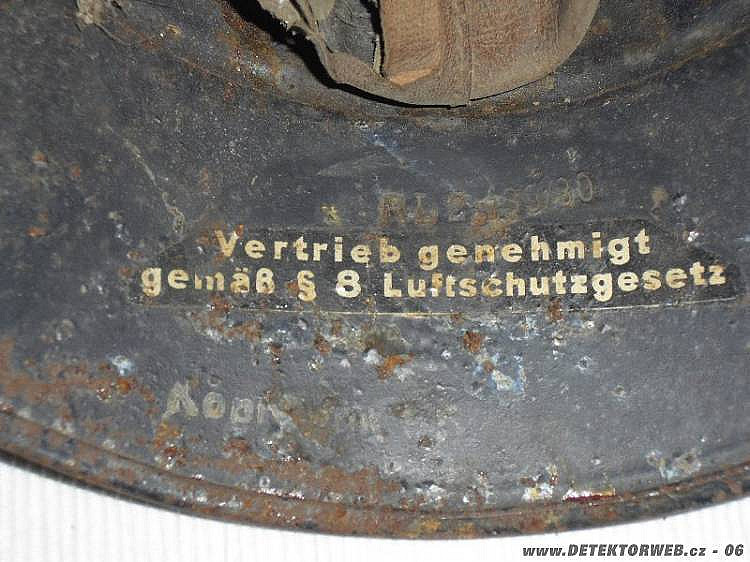 Vertrieb genehmigt
gemäß § 8 Luftschutzgesetz
www.DETEKTORWEB.cz - 06